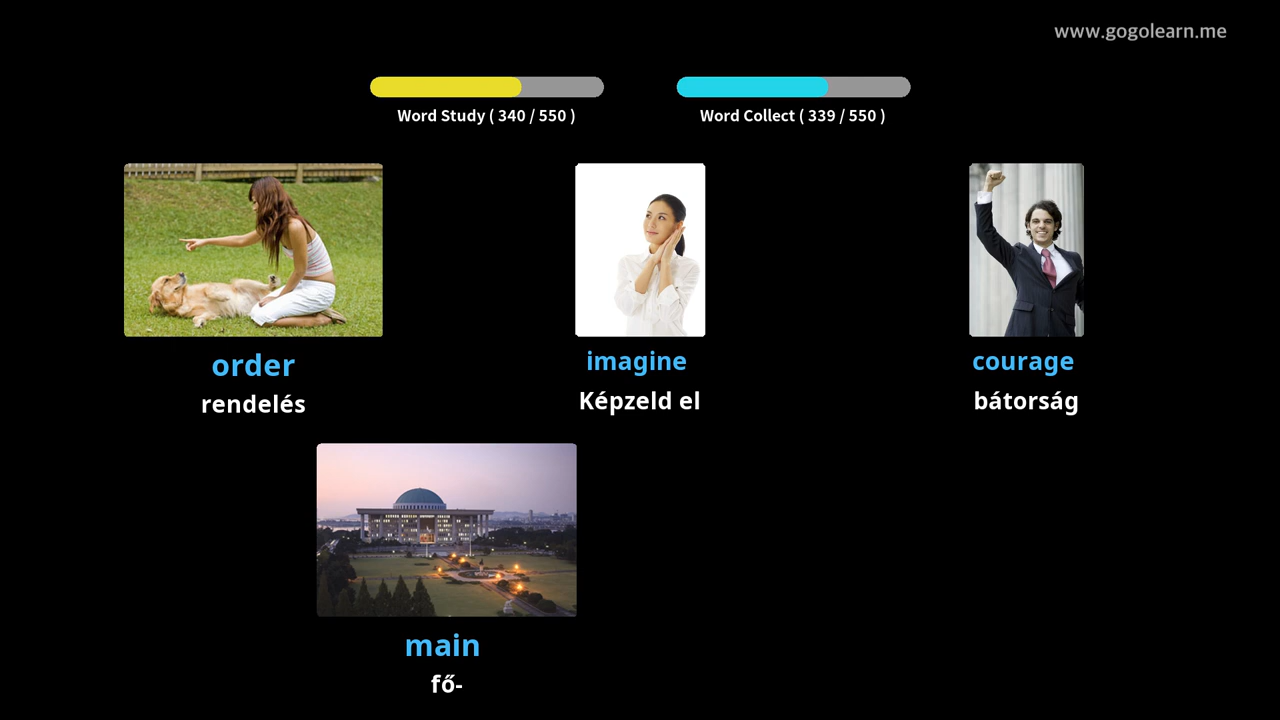 www.gogolearn.me
Word Study ( 340 / 550 )
Word Collect ( 339 / 550 )
order
rendelés
imagine
Képzeld el
courage
bátorság
main
fő-